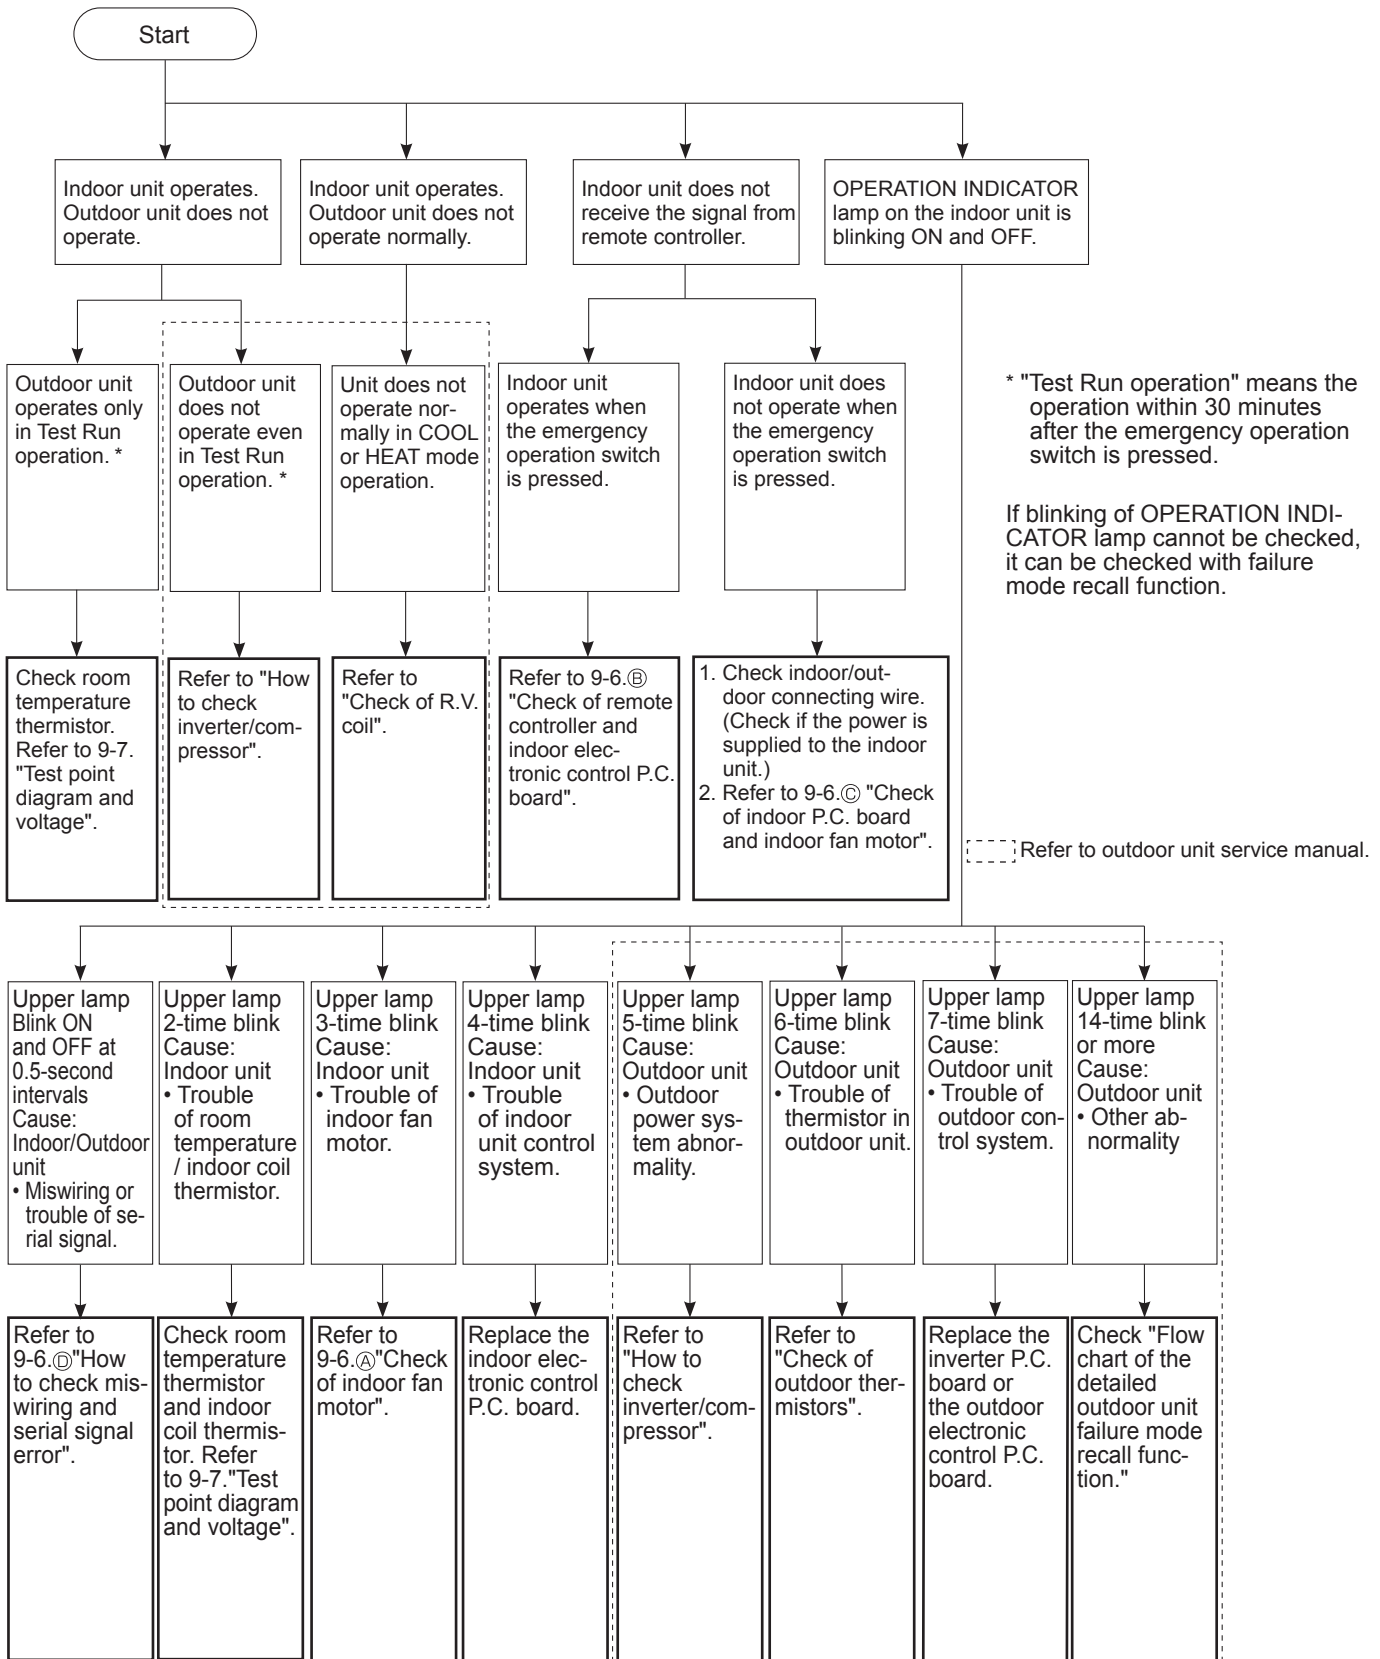 Start
Indoor unit operates.
Outdoor unit does not
operate.
Indoor unit operates.
Outdoor unit does not
operate normally.
Indoor unit does not
receive the signal from
remote controller.
OPERATION INDICATOR
lamp on the indoor unit is
blinking ON and OFF.
Outdoor unit
operates only
in Test Run
operation. *
Outdoor unit
does not
operate even
in Test Run
operation. *
Unit does not
operate nor-
mally in COOL
or HEAT mode
operation.
Indoor unit
operates when
the emergency
operation switch
is pressed.
Indoor unit does
not operate when
the emergency
operation switch
is pressed.
* "Test Run operation" means the
operation within 30 minutes
after the emergency operation
switch is pressed.
If blinking of OPERATION INDI-
CATOR lamp cannot be checked,
it can be checked with failure
mode recall function.
Check room
temperature
thermistor.
Refer to 9-7.
"Test point
diagram and
voltage".
Refer to "How
to check
inverter/com-
pressor".
Refer to
"Check of R.V.
coil".
Refer to 9-6.Ⓑ
"Check of remote
controller and
indoor elec-
tronic control P.C.
board".
1. Check indoor/out-
door connecting wire.
(Check if the power is
supplied to the indoor
unit.)
2. Refer to 9-6.Ⓒ "Check
of indoor P.C. board
and indoor fan motor".
Refer to outdoor unit service manual.
Upper lamp
Blink ON
and OFF at
0.5-second
intervals
Cause:
Indoor/Outdoor
unit
• Miswiring or
trouble of se-
rial signal.
Upper lamp
2-time blink
Cause:
Indoor unit
• Trouble
of room
temperature
/ indoor coil
thermistor.
Upper lamp
3-time blink
Cause:
Indoor unit
• Trouble of
indoor fan
motor.
Upper lamp
4-time blink
Cause:
Indoor unit
• Trouble
of indoor
unit control
system.
Upper lamp
5-time blink
Cause:
Outdoor unit
• Outdoor
power sys-
tem abnor-
mality.
Upper lamp
6-time blink
Cause:
Outdoor unit
• Trouble of
thermistor in
outdoor unit.
Upper lamp
7-time blink
Cause:
Outdoor unit
• Trouble of
outdoor con-
trol system.
Upper lamp
14-time blink
or more
Cause:
Outdoor unit
• Other ab-
normality
Refer to
9-6.Ⓓ"How
to check mis-
wiring and
serial signal
error".
Check room
temperature
thermistor
and indoor
coil thermis-
tor. Refer
to 9-7."Test
point diagram
and voltage".
Refer to
9-6.Ⓐ"Check
of indoor fan
motor".
Replace the
indoor elec-
tronic control
P.C. board.
Refer to
"How to
check
inverter/com-
pressor".
Refer to
"Check of
outdoor ther-
mistors".
Replace the
inverter P.C.
board or
the outdoor
electronic
control P.C.
board.
Check "Flow
chart of the
detailed
outdoor unit
failure mode
recall func-
tion."